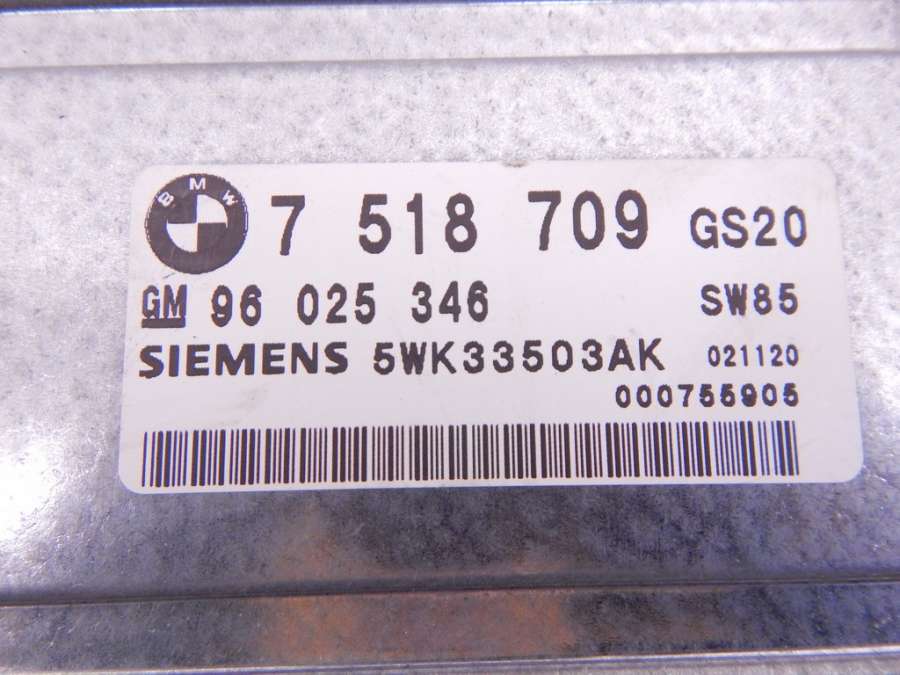 BMW 7 518 709 GS20
GM 96 025 346 SW85
SIEMENS 5WK33503AK 021120
000755905